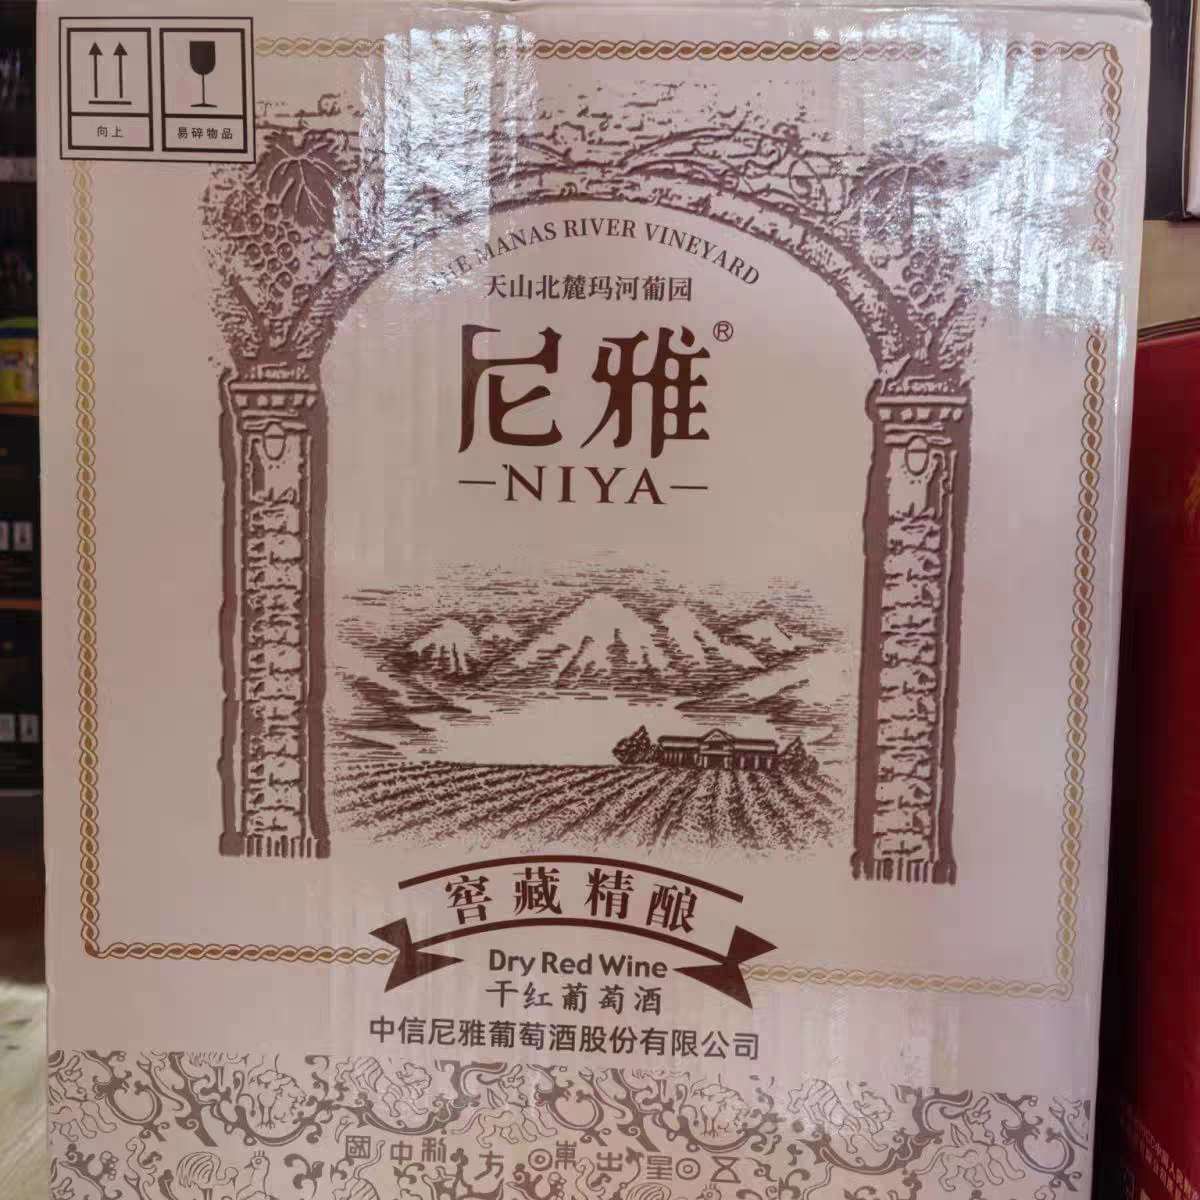 向上
易碎物品
THE MANAS RIVER VINEYARD
天山北麓玛河葡园
尼雅®
NIYA
窖藏精酿
Dry Red Wine
干红葡萄酒
中信尼雅葡萄酒股份有限公司